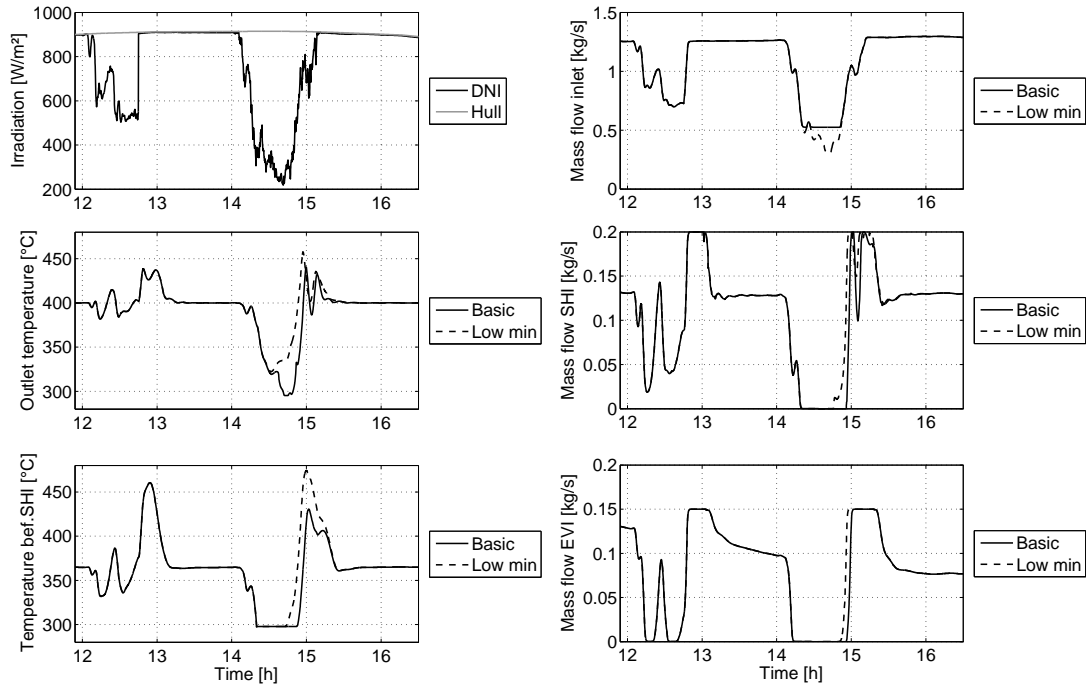 1000
800
600
400
200
Irradiation [W/m²]
12 13 14 15 16
DNI
Hull
1.5
1
0.5
0
Mass flow inlet [kg/s]
12 13 14 15 16
Basic
Low min
450
400
350
300
Outlet temperature [°C]
12 13 14 15 16
Basic
Low min
0.2
0.15
0.1
0.05
0
Mass flow SHI [kg/s]
12 13 14 15 16
Basic
Low min
450
400
350
300
Temperature bef.SHI [°C]
12 13 14 15 16
Time [h]
Basic
Low min
0.2
0.15
0.1
0.05
0
Mass flow EVI [kg/s]
12 13 14 15 16
Time [h]
Basic
Low min